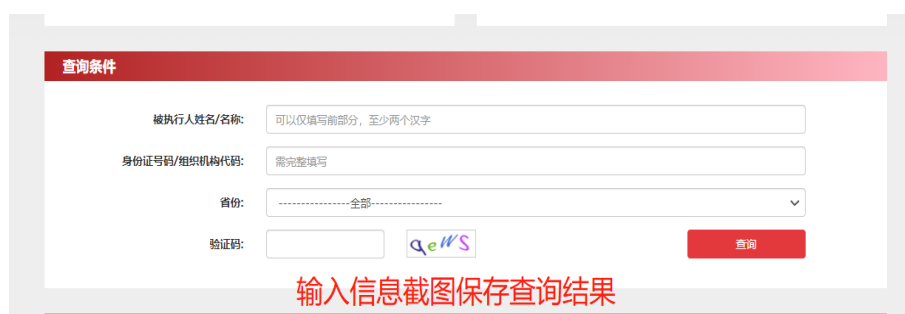 查询条件
被执行人姓名/名称: 可以仅填写前部分，至少两个汉字
身份证号码/组织机构代码: 需完整填写
省份: ----------------全部----------------
验证码: qeWS 查询
输入信息截图保存查询结果